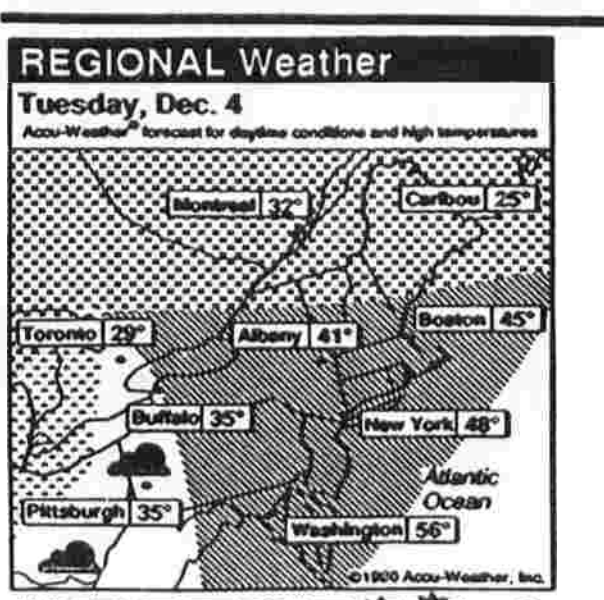 REGIONAL Weather
Tuesday, Dec. 4
Accu-Weather® forecast for daytime conditions and high temperatures
Montreal 32°
Caribou 25°
Toronto 29°
Albany 41°
Boston 45°
Buffalo 35°
New York 48°
Atlantic
Ocean
Pittsburgh 35°
Washington 56°
©1990 Accu-Weather, Inc.